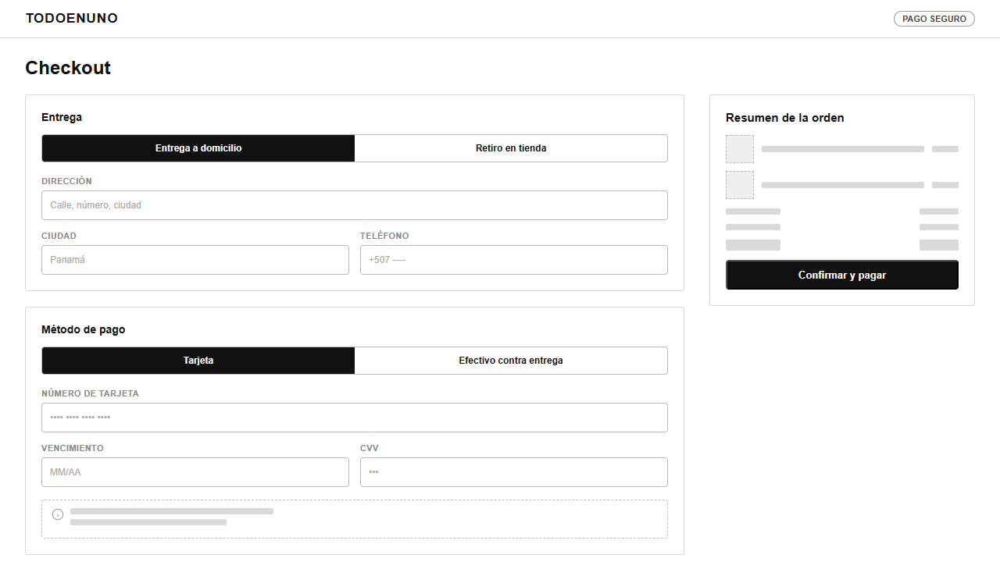 TODOENUNO
PAGO SEGURO
Checkout
Entrega
Entrega a domicilio
Retiro en tienda
DIRECCIÓN
Calle, número, ciudad
CIUDAD
TELÉFONO
Panamá
+507 ----
Método de pago
Tarjeta
Efectivo contra entrega
NÚMERO DE TARJETA
•••• •••• •••• ••••
VENCIMIENTO
CVV
MM/AA
•••
Resumen de la orden
Confirmar y pagar